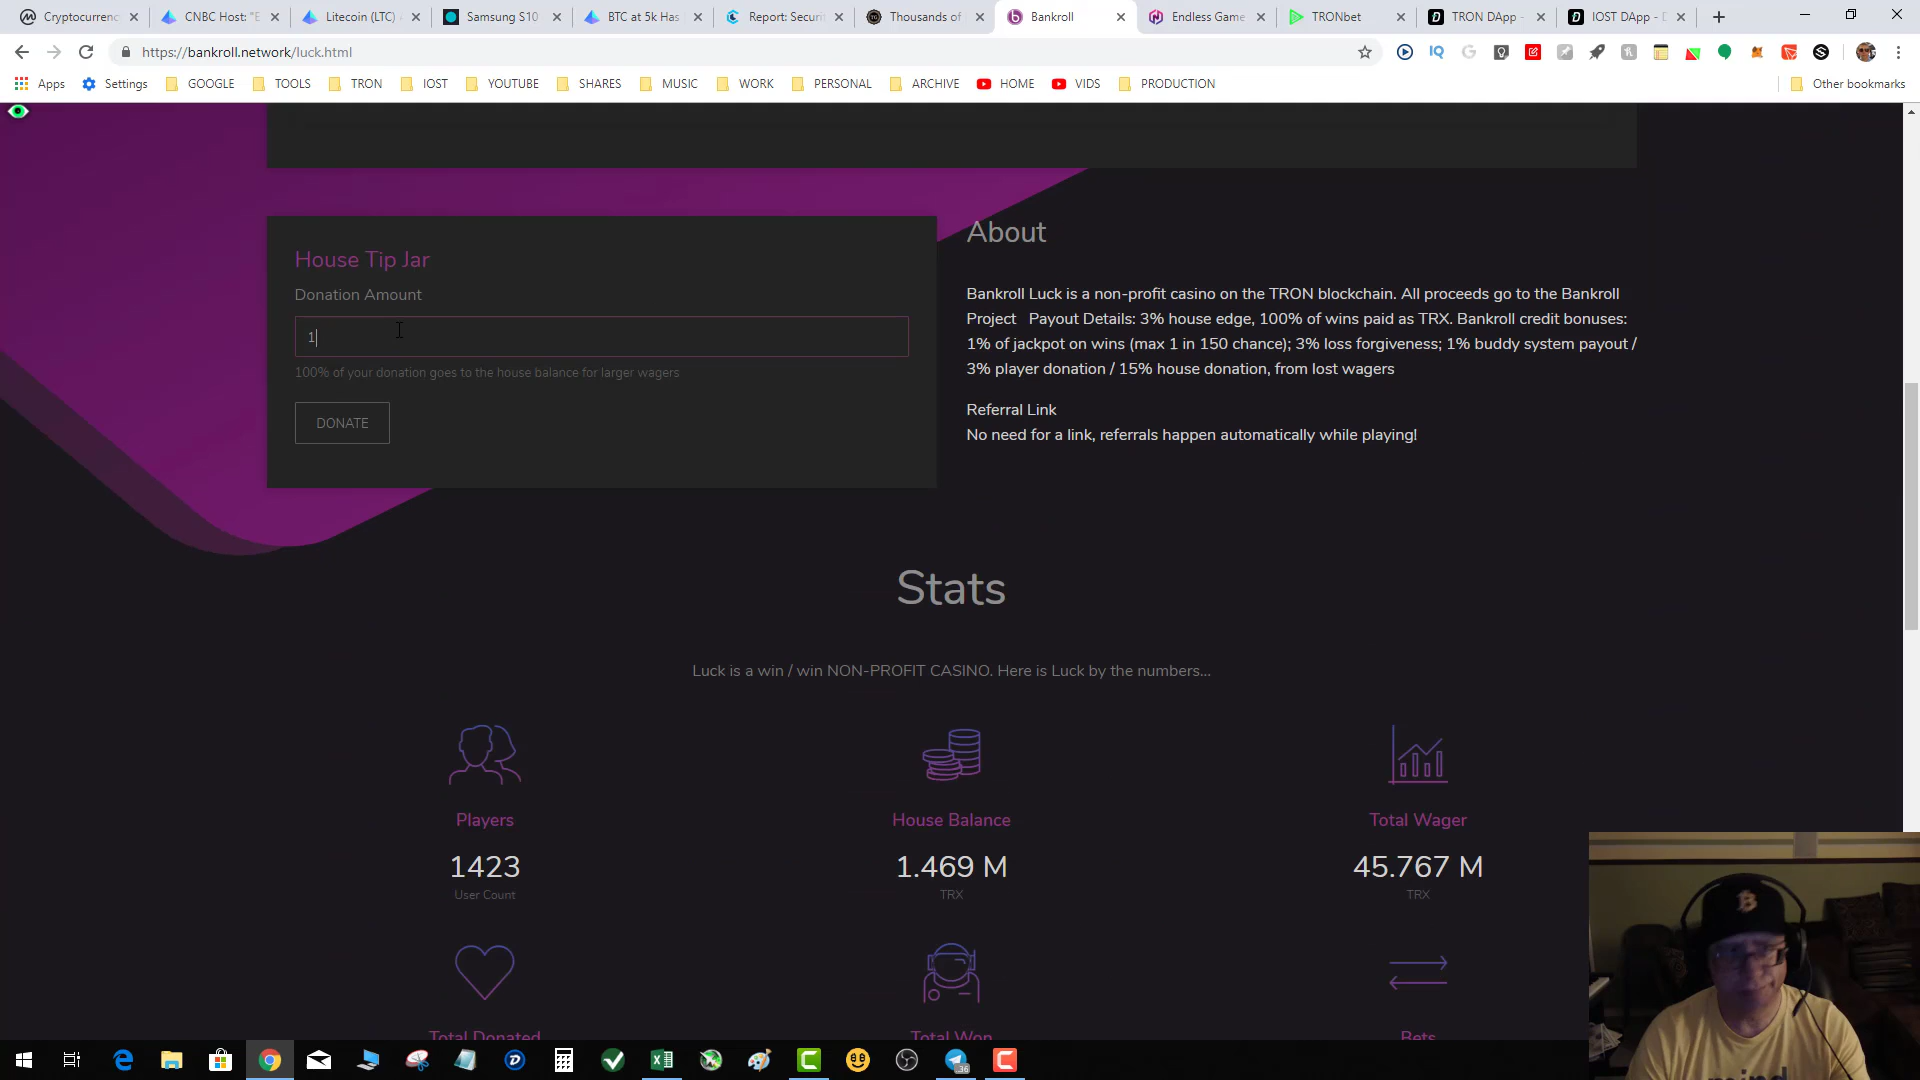 Cryptocurrenc
CNBC Host: "E
Litecoin (LTC)
Samsung S10
BTC at 5k Has
Report: Securi
Thousands of
Bankroll
Endless Game
TRONbet
TRON DApp -
IOST DApp - D
https://bankroll.network/luck.html
Apps
Settings
GOOGLE
TOOLS
TRON
IOST
YOUTUBE
SHARES
MUSIC
WORK
PERSONAL
ARCHIVE
HOME
VIDS
PRODUCTION
Other bookmarks
House Tip Jar
Donation Amount
1
100% of your donation goes to the house balance for larger wagers
DONATE
About
Bankroll Luck is a non-profit casino on the TRON blockchain. All proceeds go to the Bankroll
Project Payout Details: 3% house edge, 100% of wins paid as TRX. Bankroll credit bonuses:
1% of jackpot on wins (max 1 in 150 chance); 3% loss forgiveness; 1% buddy system payout /
3% player donation / 15% house donation, from lost wagers
Referral Link
No need for a link, referrals happen automatically while playing!
Stats
Luck is a win / win NON-PROFIT CASINO. Here is Luck by the numbers...
Players
1423
User Count
House Balance
1.469 M
TRX
Total Wager
45.767 M
TRX
Total Donated
Total Won
Bets
36
mind